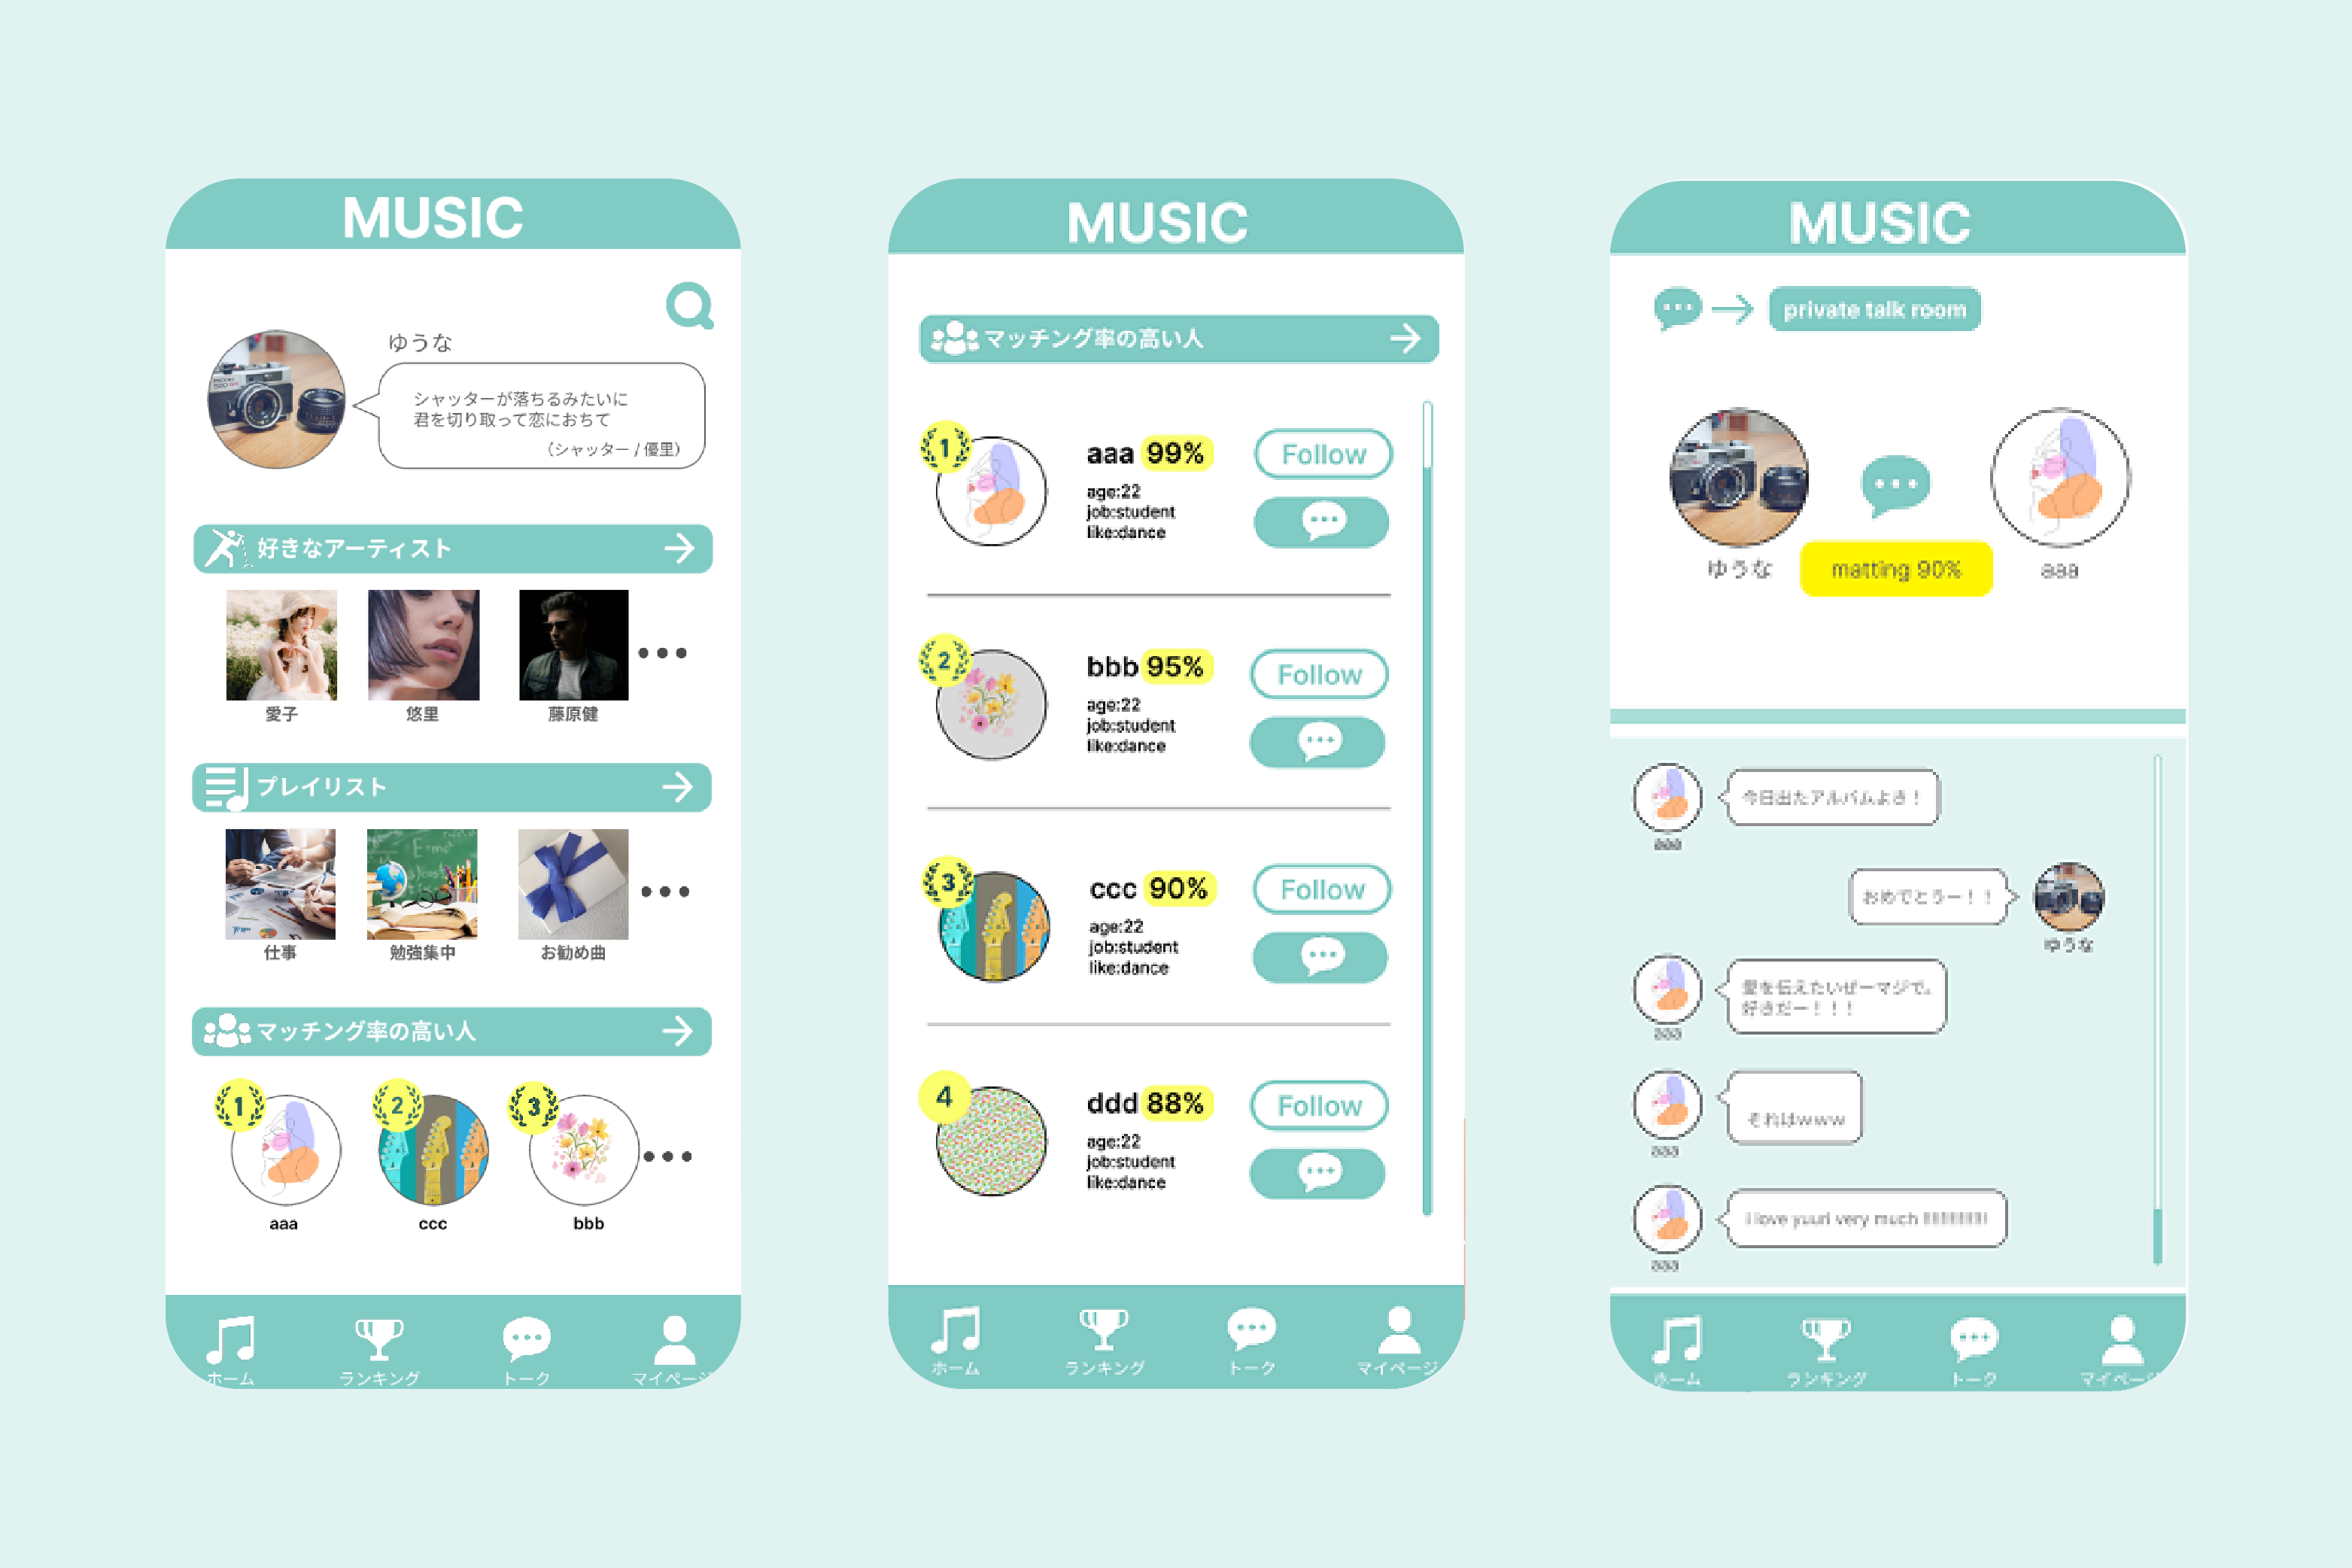 MUSIC
ゆうな
シャッターが落ちるみたいに
君を切り取って恋におちて
(シャッター / 優里)
好きなアーティスト
愛子
悠里
藤原健
プレイリスト
仕事
勉強集中
お勧め曲
マッチング率の高い人
1
2
3
aaa
ccc
bbb
ホーム
ランキング
トーク
マイページ
MUSIC
マッチング率の高い人
1
aaa 99%
age:22
job:student
like:dance
Follow
2
bbb 95%
age:22
job:student
like:dance
Follow
3
ccc 90%
age:22
job:student
like:dance
Follow
4
ddd 88%
age:22
job:student
like:dance
Follow
ホーム
ランキング
トーク
マイページ
MUSIC
private talk room
ゆうな
matting 90%
aaa
今日出たアルバムよき！
aaa
おめでとうー！！
ゆうな
愛を伝えたいぜーマジで。
好きだー！！！
aaa
それはwww
aaa
I love yuuri very much !!!!!!!!!!!
aaa
ホーム
ランキング
トーク
マイページ